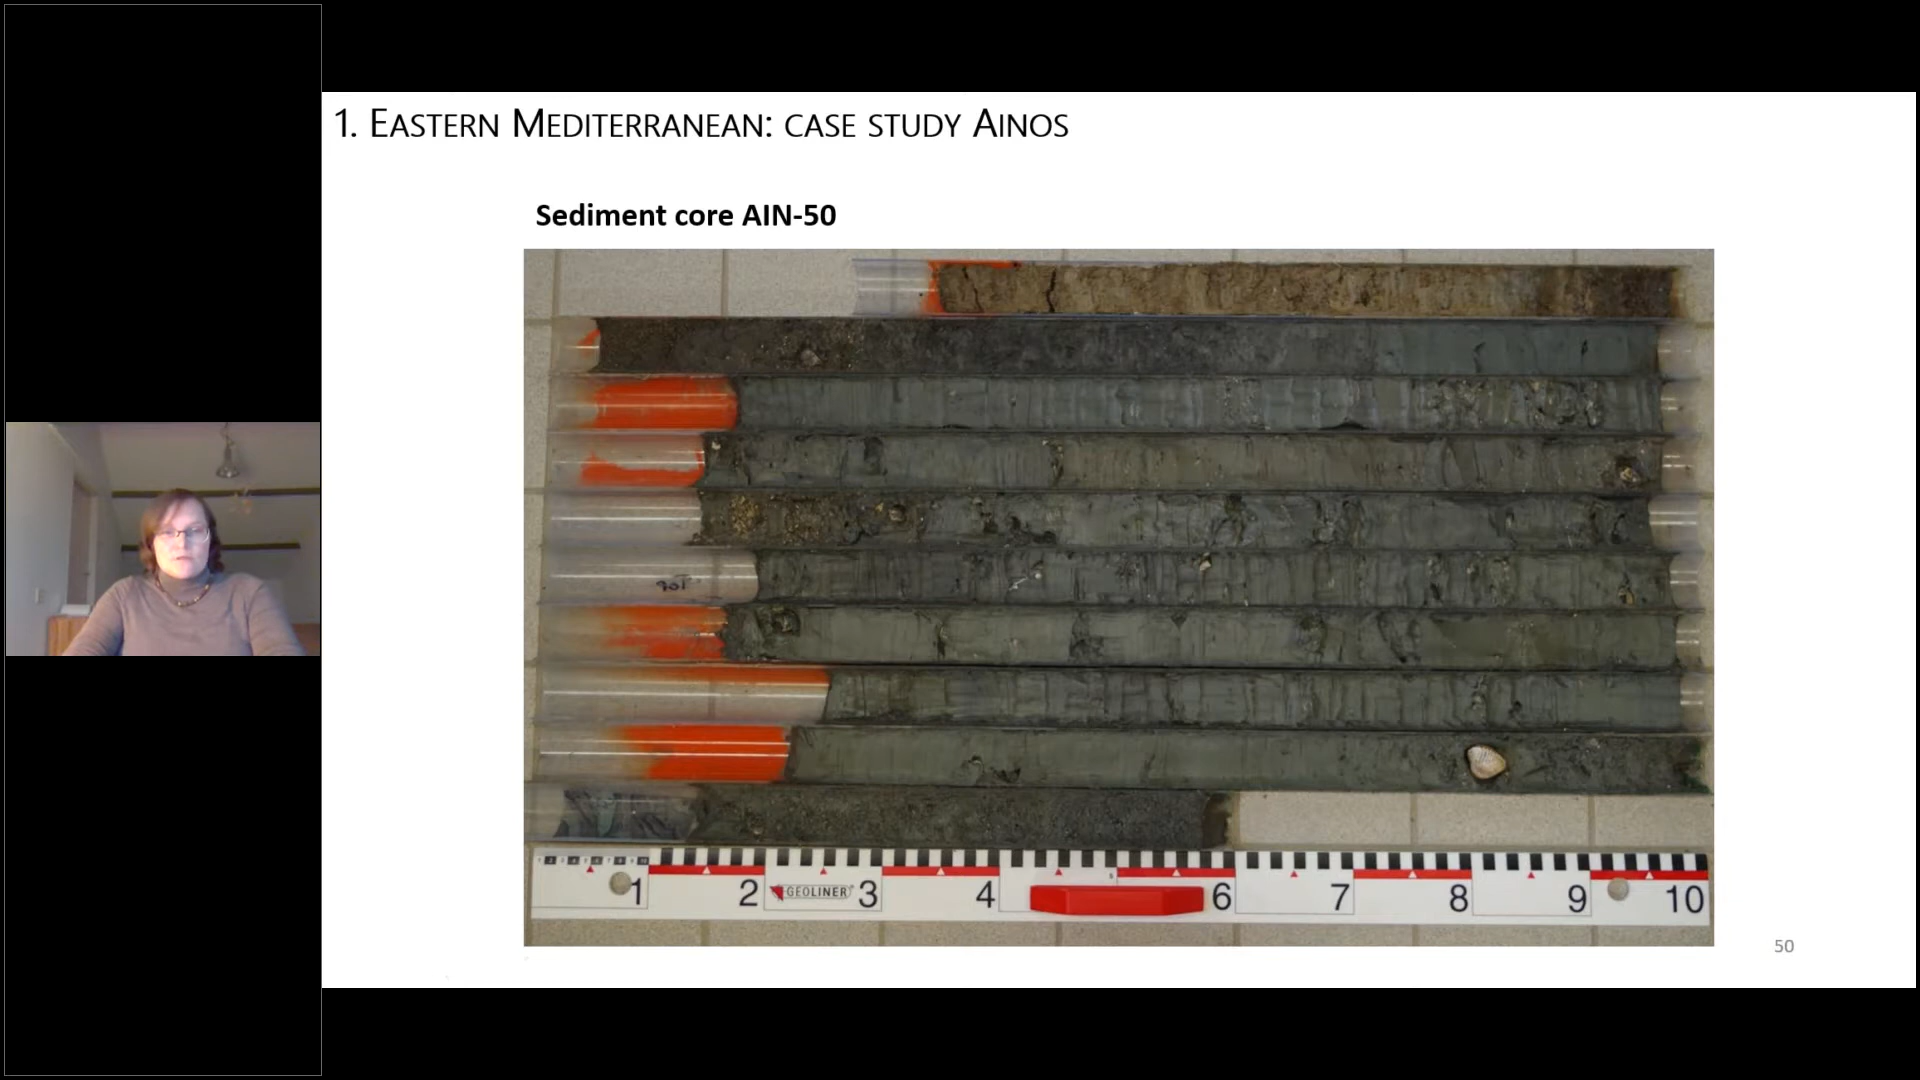 1. EASTERN MEDITERRANEAN: CASE STUDY AINOS
Sediment core AIN-50
1 2 GEOLINER 3 4 6 7 8 9 10
50